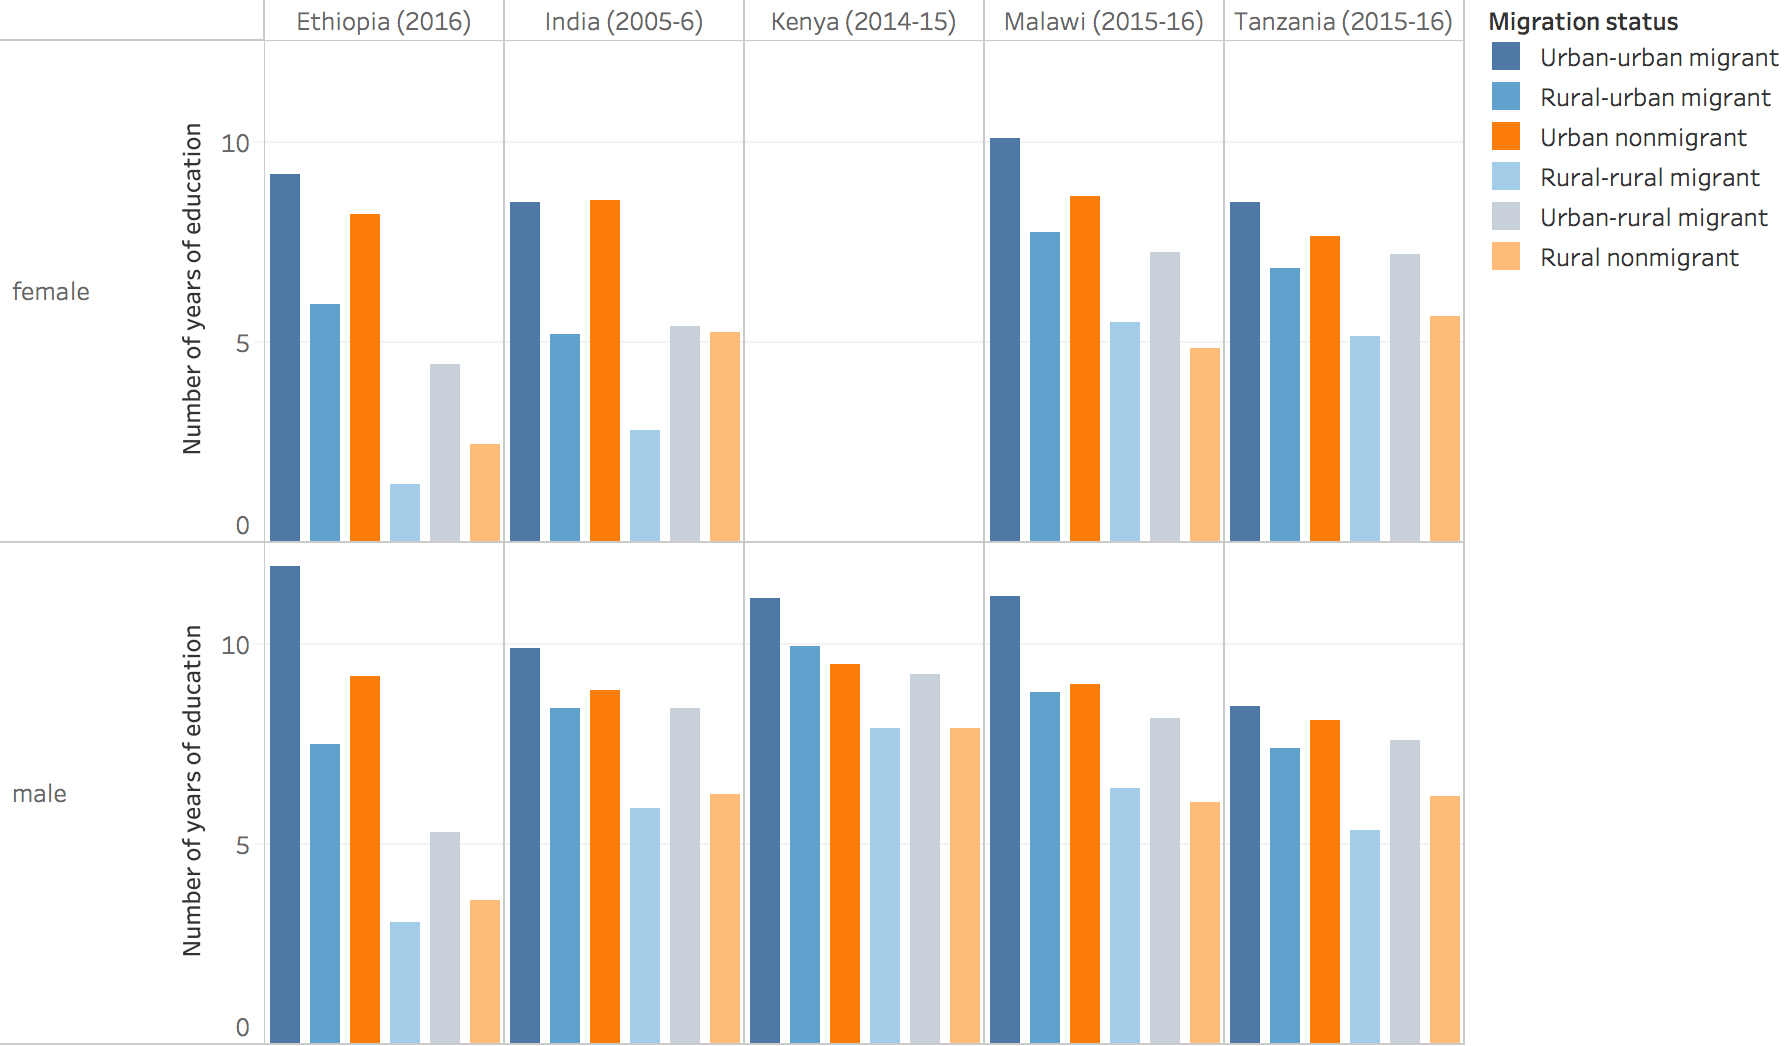 Ethiopia (2016) India (2005-6) Kenya (2014-15) Malawi (2015-16) Tanzania (2015-16)
Migration status
Urban-urban migrant
Rural-urban migrant
Urban nonmigrant
Rural-rural migrant
Urban-rural migrant
Rural nonmigrant
female
Number of years of education
10
5
0
male
Number of years of education
10
5
0